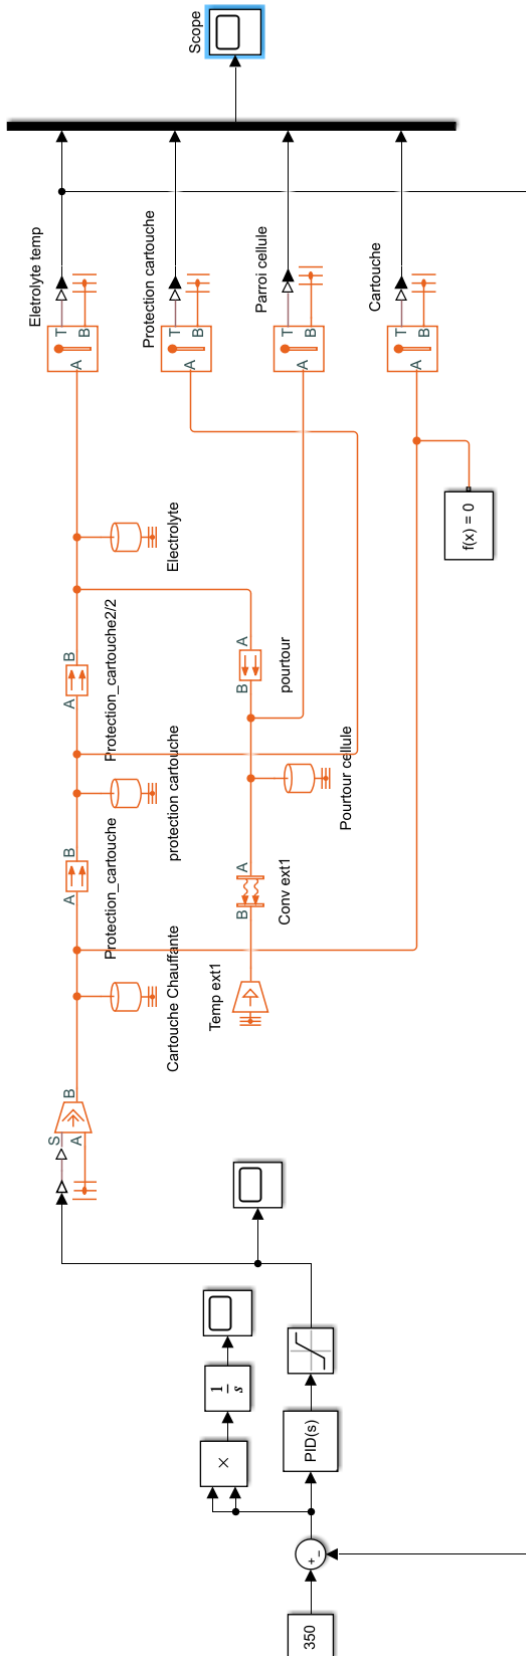 Scope
Eletrolyte temp
T
A
B
S
A
B
A
B
A
B
Protection_cartouche
Protection_cartouche2/2
Cartouche Chauffante
protection cartouche
Electrolyte
Protection cartouche
T
A
B
Temp ext1
B
A
Conv ext1
B
A
pourtour
Pourtour cellule
Parroi cellule
T
A
B
Cartouche
T
A
B
f(x) = 0
×
1
s
350
+
−
PID(s)